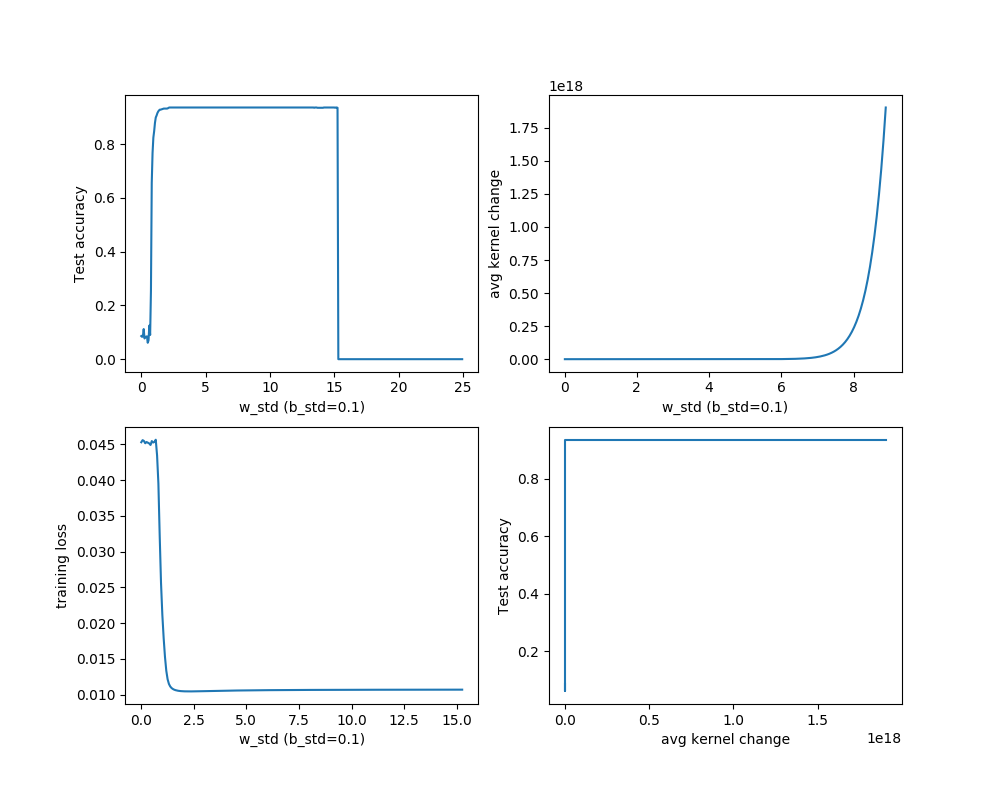 Test accuracy
0.8
0.6
0.4
0.2
0.0
0 5 10 15 20 25
w_std (b_std=0.1)
1e18
avg kernel change
1.75
1.50
1.25
1.00
0.75
0.50
0.25
0.00
0 2 4 6 8
w_std (b_std=0.1)
training loss
0.045
0.040
0.035
0.030
0.025
0.020
0.015
0.010
0.0 2.5 5.0 7.5 10.0 12.5 15.0
w_std (b_std=0.1)
Test accuracy
0.8
0.6
0.4
0.2
0.0 0.5 1.0 1.5
avg kernel change
1e18